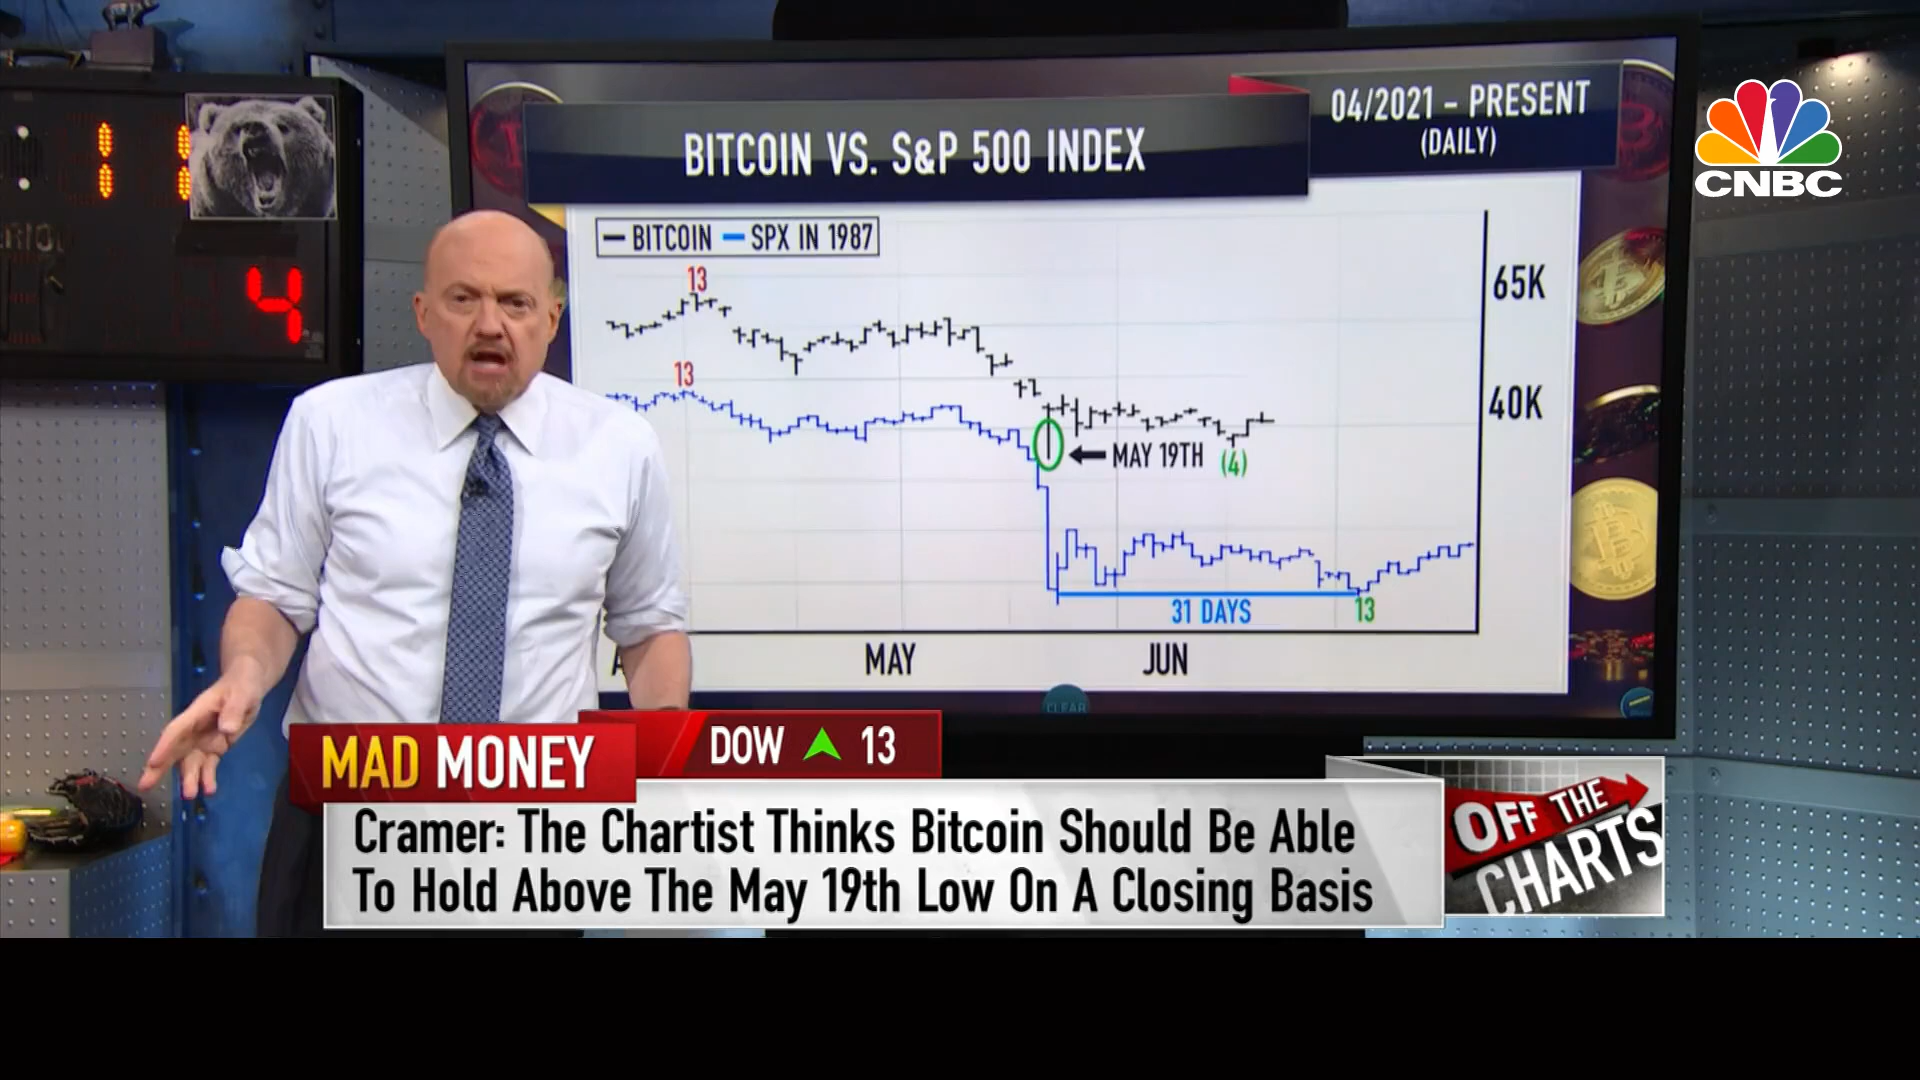 BITCOIN VS. S&P 500 INDEX
04/2021 - PRESENT
(DAILY)
CNBC
BITCOIN SPX IN 1987
13
65K
13
40K
MAY 19TH
(4)
31 DAYS
13
MAY
JUN
CLEAR
4
MAD MONEY
DOW 13
Cramer: The Chartist Thinks Bitcoin Should Be Able
To Hold Above The May 19th Low On A Closing Basis
OFF THE
CHARTS